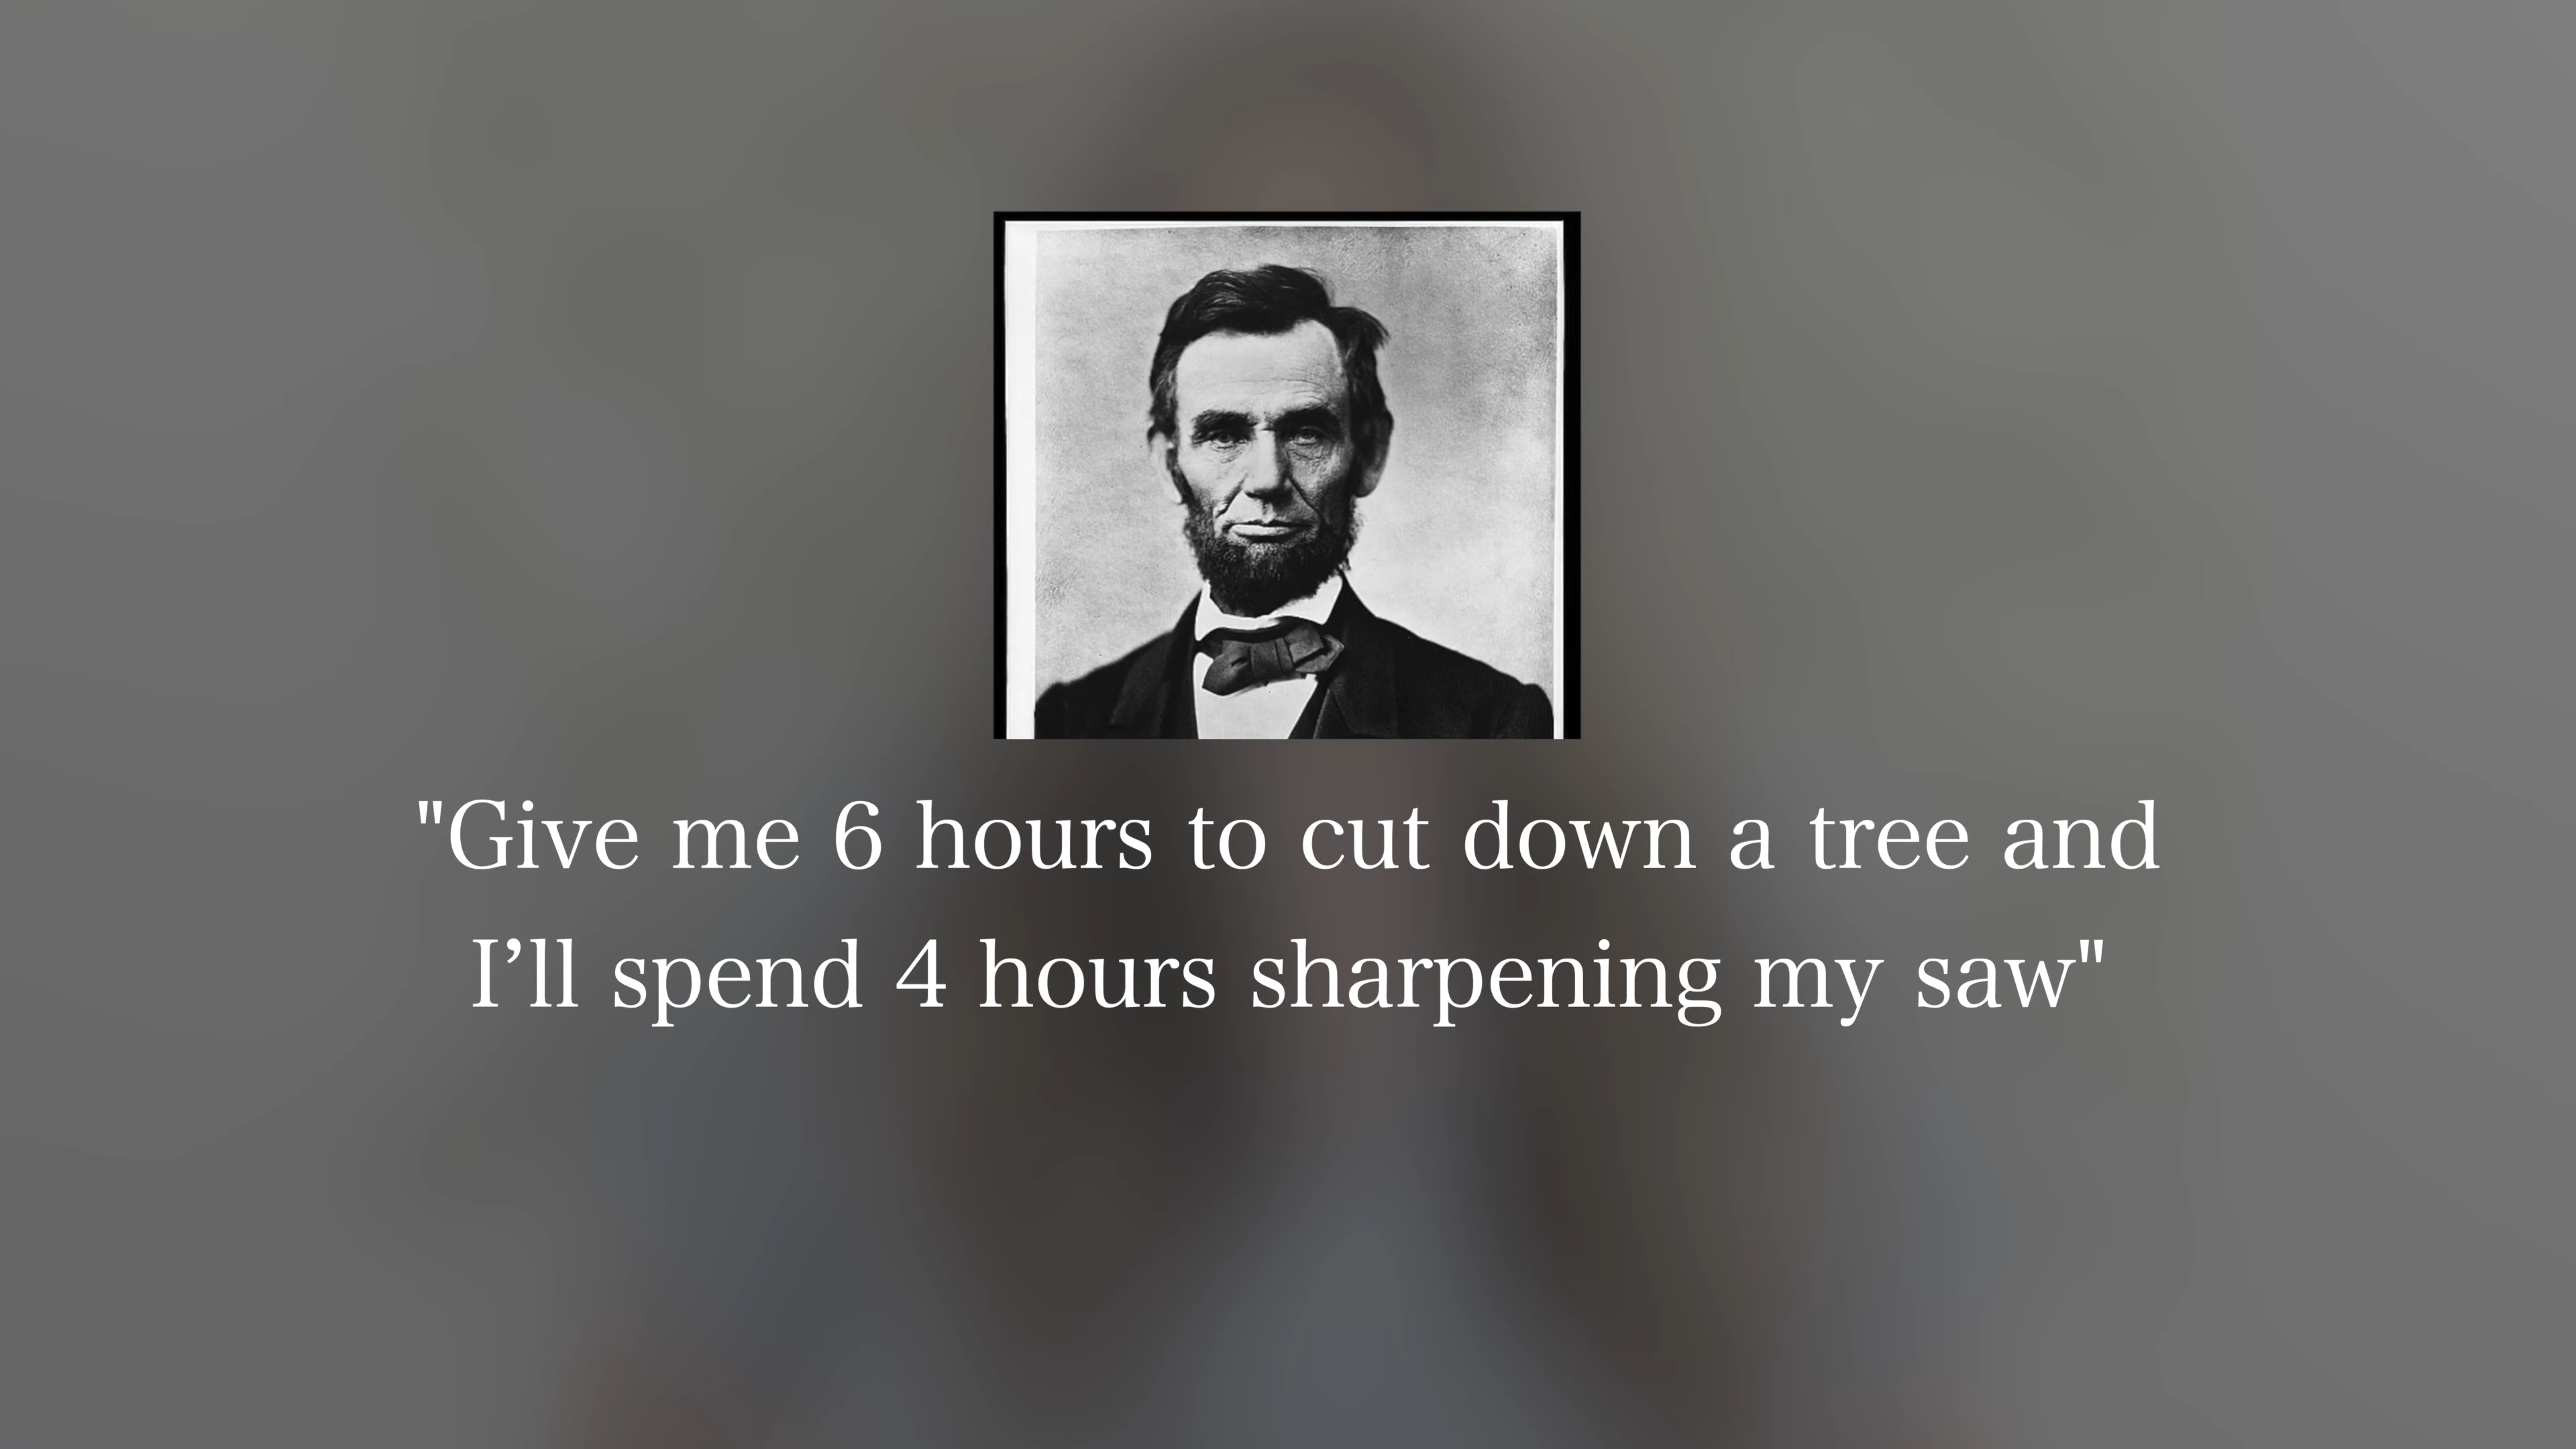 "Give me 6 hours to cut down a tree and
I’ll spend 4 hours sharpening my saw"